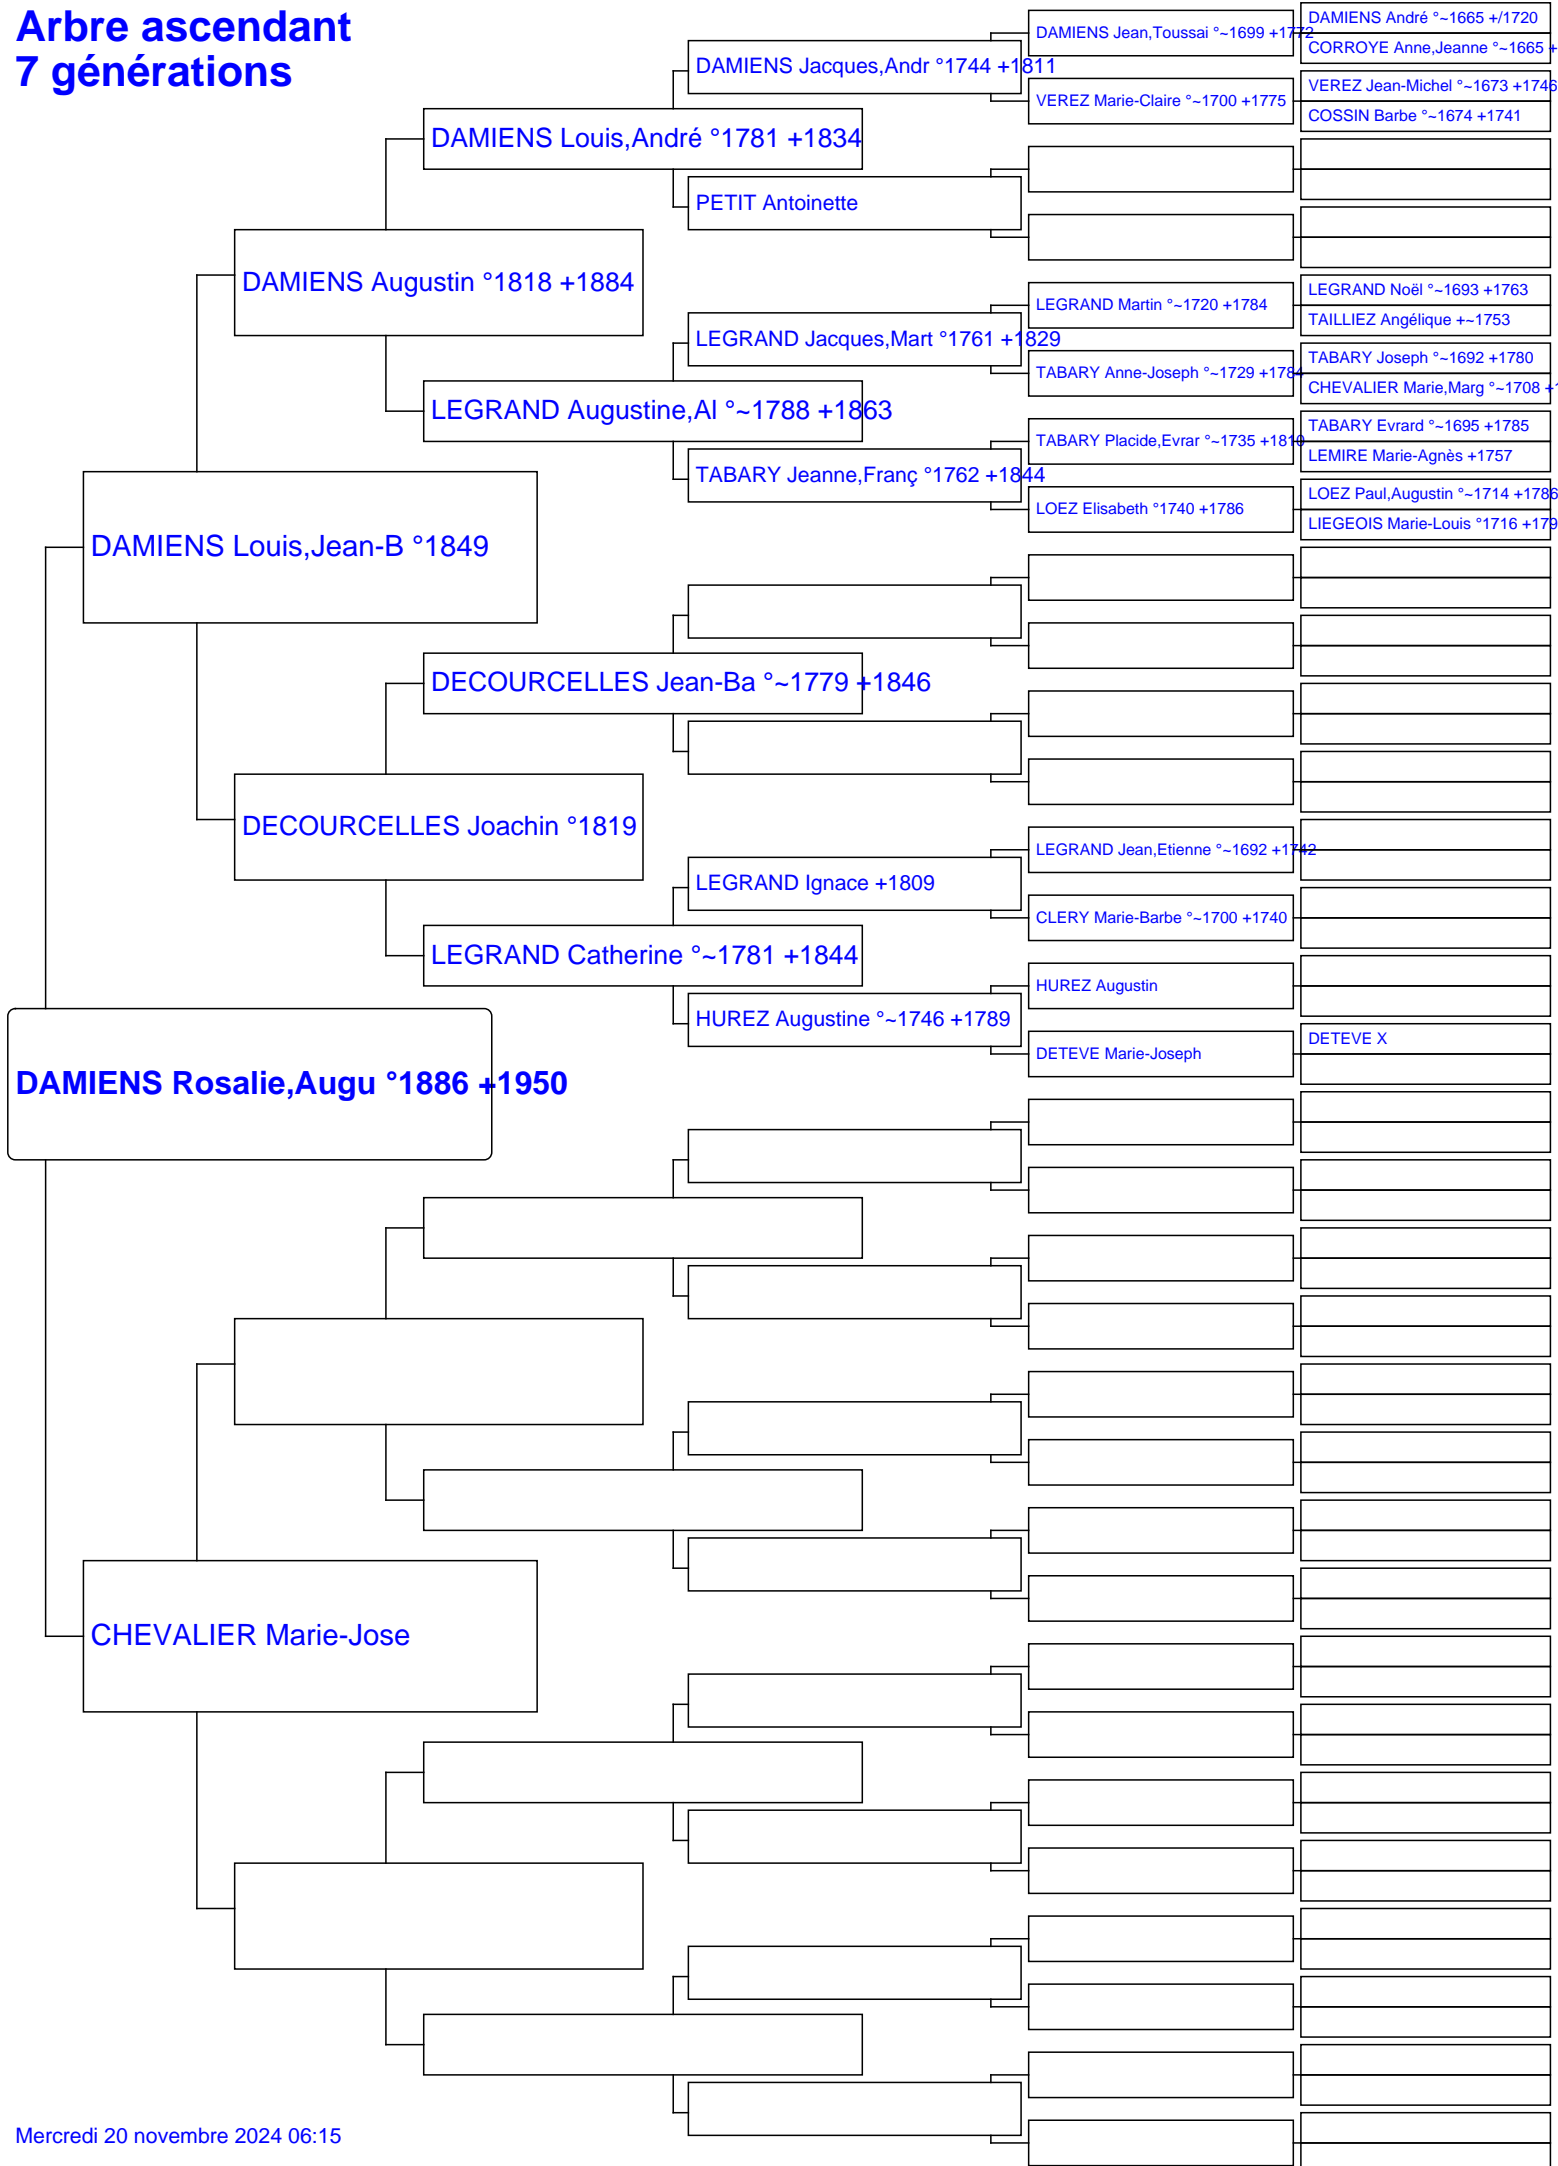 Arbre ascendant
7 générations
DAMIENS André °~1665 +/1720
DAMIENS Jean,Toussai °~1699 +1772
CORROYE Anne,Jeanne °~1665 +
DAMIENS Jacques,Andr °1744 +1811
VEREZ Jean-Michel °~1673 +1746
VEREZ Marie-Claire °~1700 +1775
COSSIN Barbe °~1674 +1741
DAMIENS Louis,André °1781 +1834
PETIT Antoinette
DAMIENS Augustin °1818 +1884
LEGRAND Noël °~1693 +1763
LEGRAND Martin °~1720 +1784
TAILLIEZ Angélique +~1753
LEGRAND Jacques,Mart °1761 +1829
TABARY Joseph °~1692 +1780
TABARY Anne-Joseph °~1729 +1784
CHEVALIER Marie,Marg °~1708 +
LEGRAND Augustine,Al °~1788 +1863
TABARY Evrard °~1695 +1785
TABARY Placide,Evrar °~1735 +1810
LEMIRE Marie-Agnès +1757
TABARY Jeanne,Franç °1762 +1844
LOEZ Paul,Augustin °~1714 +1786
LOEZ Elisabeth °1740 +1786
LIEGEOIS Marie-Louis °1716 +179
DAMIENS Louis,Jean-B °1849
DECOURCELLES Jean-Ba °~1779 +1846
DECOURCELLES Joachin °1819
LEGRAND Jean,Etienne °~1692 +1742
LEGRAND Ignace +1809
CLERY Marie-Barbe °~1700 +1740
LEGRAND Catherine °~1781 +1844
HUREZ Augustin
HUREZ Augustine °~1746 +1789
DETEVE X
DETEVE Marie-Joseph
DAMIENS Rosalie,Augu °1886 +1950
CHEVALIER Marie-Jose
Mercredi 20 novembre 2024 06:15